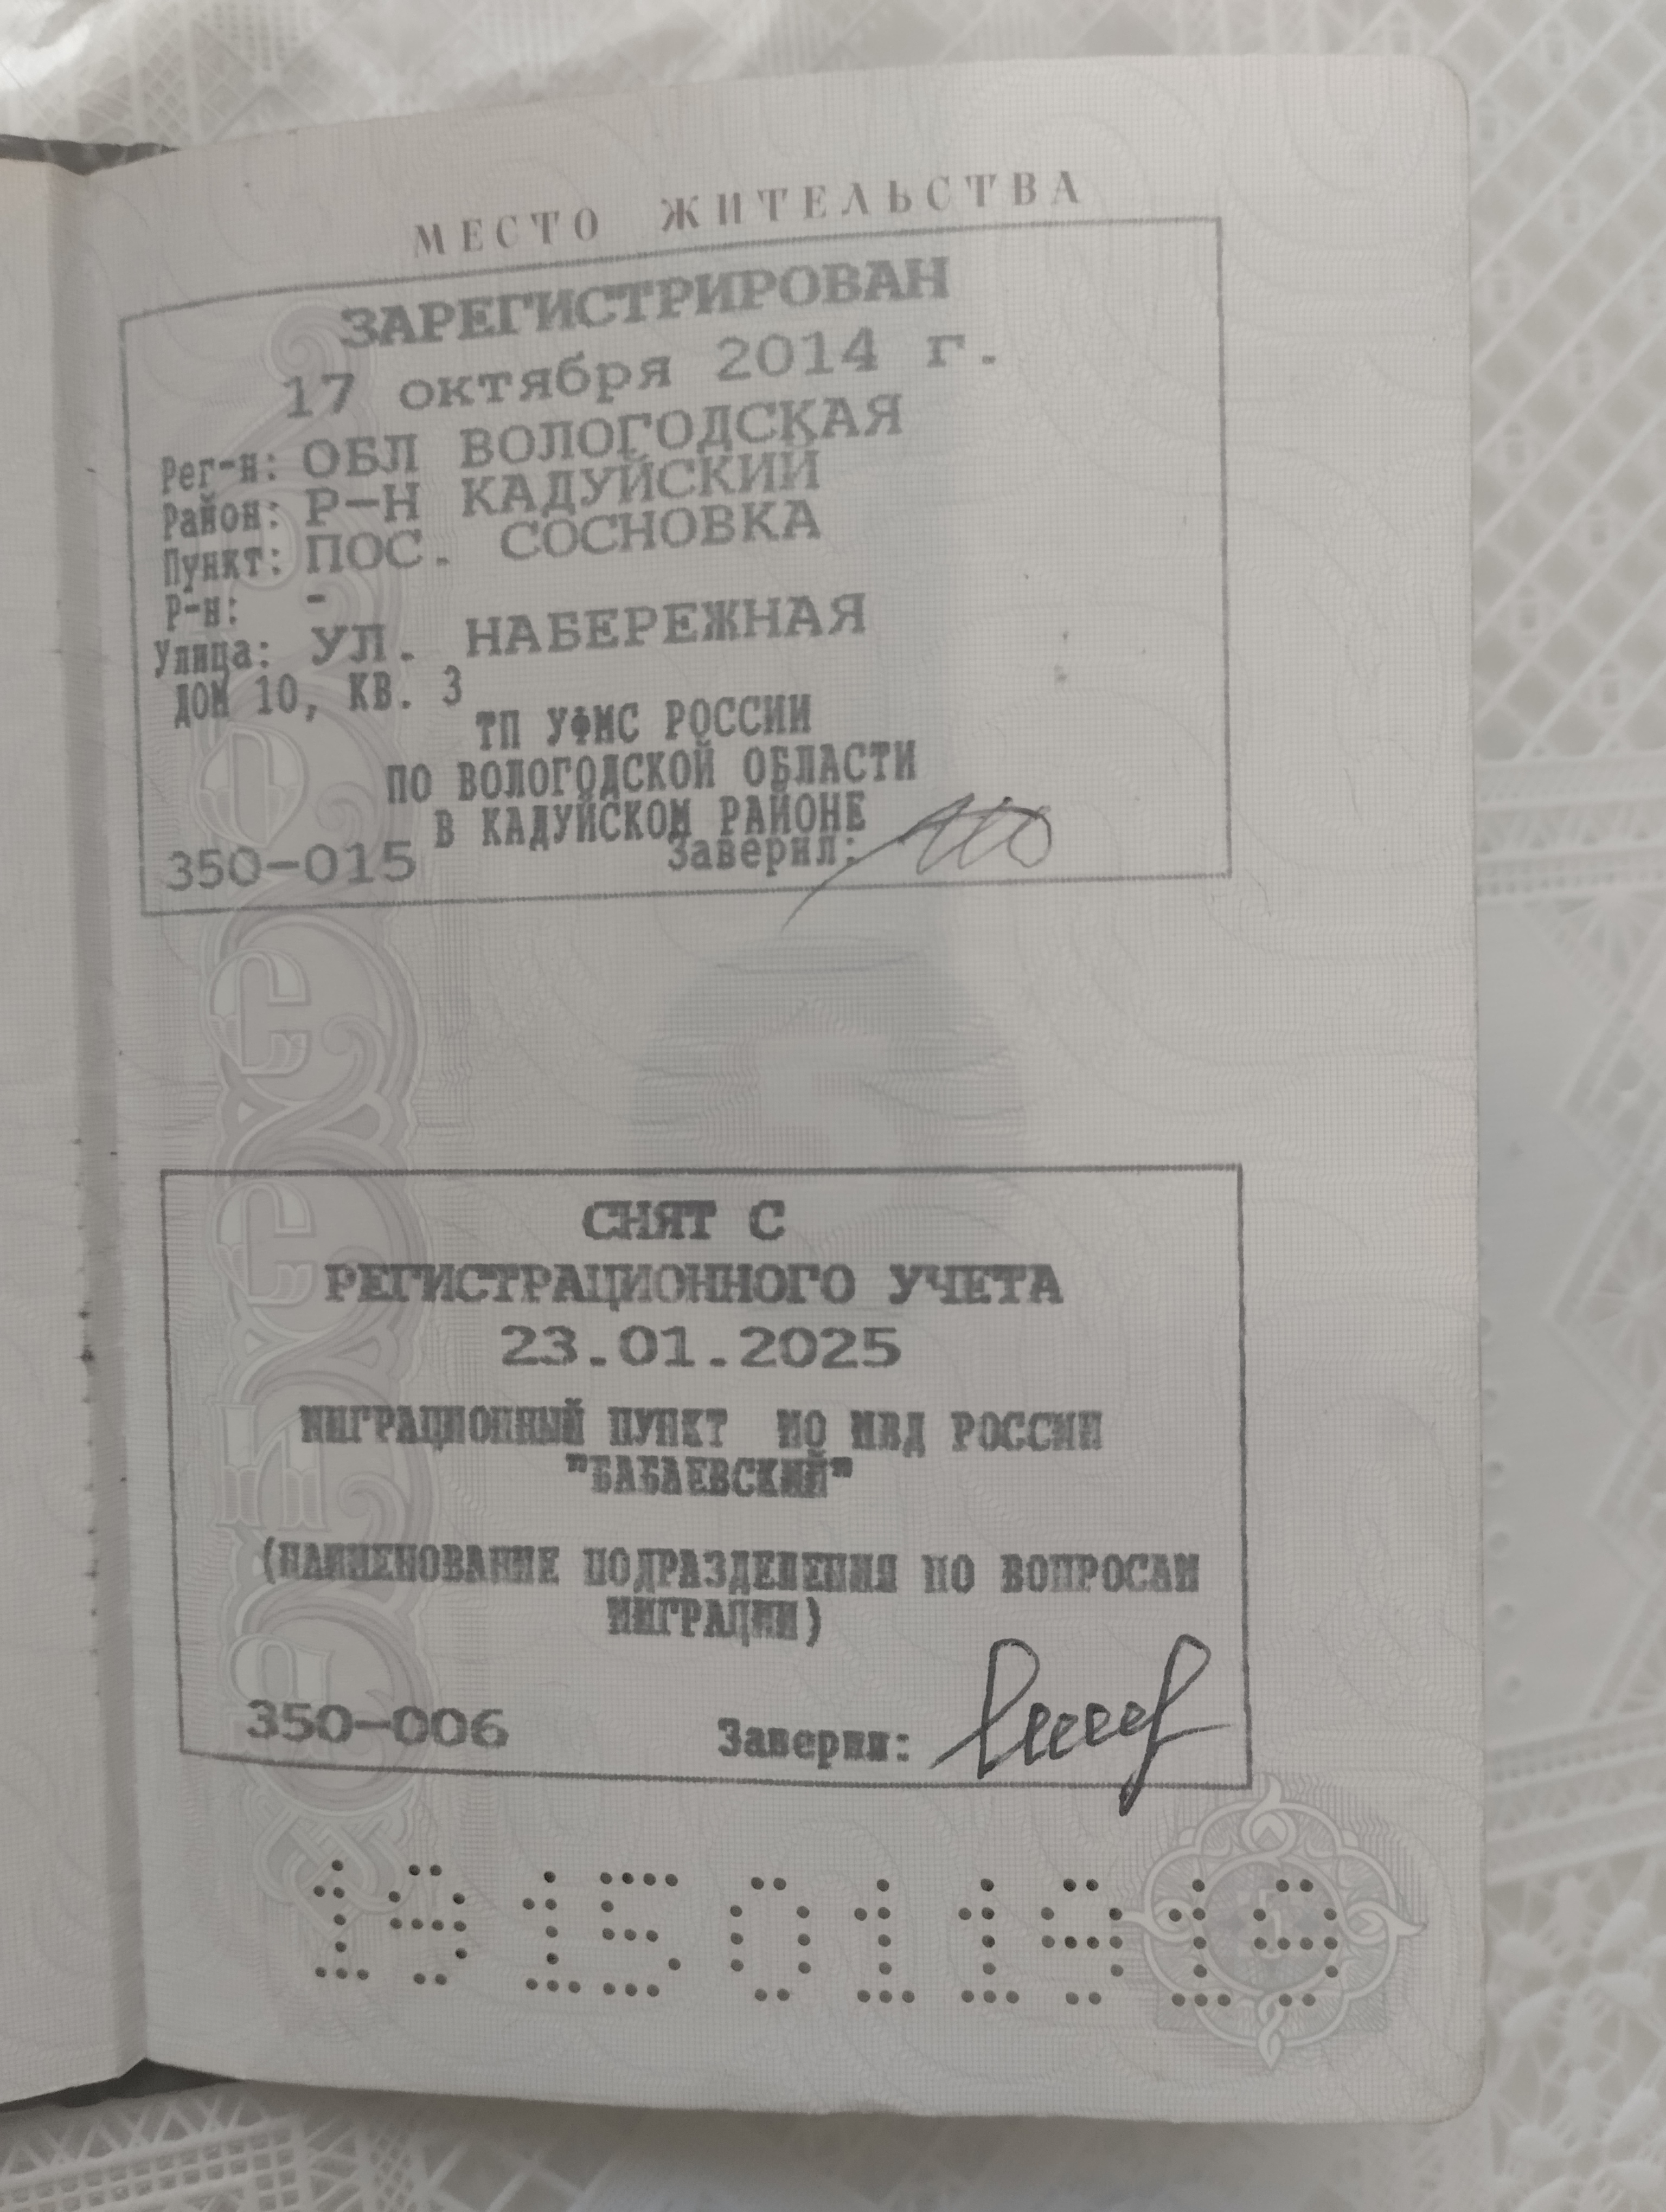 МЕСТО ЖИТЕЛЬСТВА
ЗАРЕГИСТРИРОВАН
17 октября 2014 г.
Рег-н: ОБЛ ВОЛОГОДСКАЯ
Район: Р-Н КАДУЙСКИЙ
Пункт: ПОС. СОСНОВКА
Р-н: -
Улица: УЛ. НАБЕРЕЖНАЯ
ДОМ 10, КВ. 3
ТП УФМС РОССИИ
ПО ВОЛОГОДСКОЙ ОБЛАСТИ
В КАДУЙСКОМ РАЙОНЕ
350-015 Заверил:
СНЯТ С
РЕГИСТРАЦИОННОГО УЧЕТА
23.01.2025
МИГРАЦИОННЫЙ ПУНКТ МО МВД РОССИИ
"БАБАЕВСКИЙ"
(НАИМЕНОВАНИЕ ПОДРАЗДЕЛЕНИЯ ПО ВОПРОСАМ
МИГРАЦИИ)
350-006 Заверил: